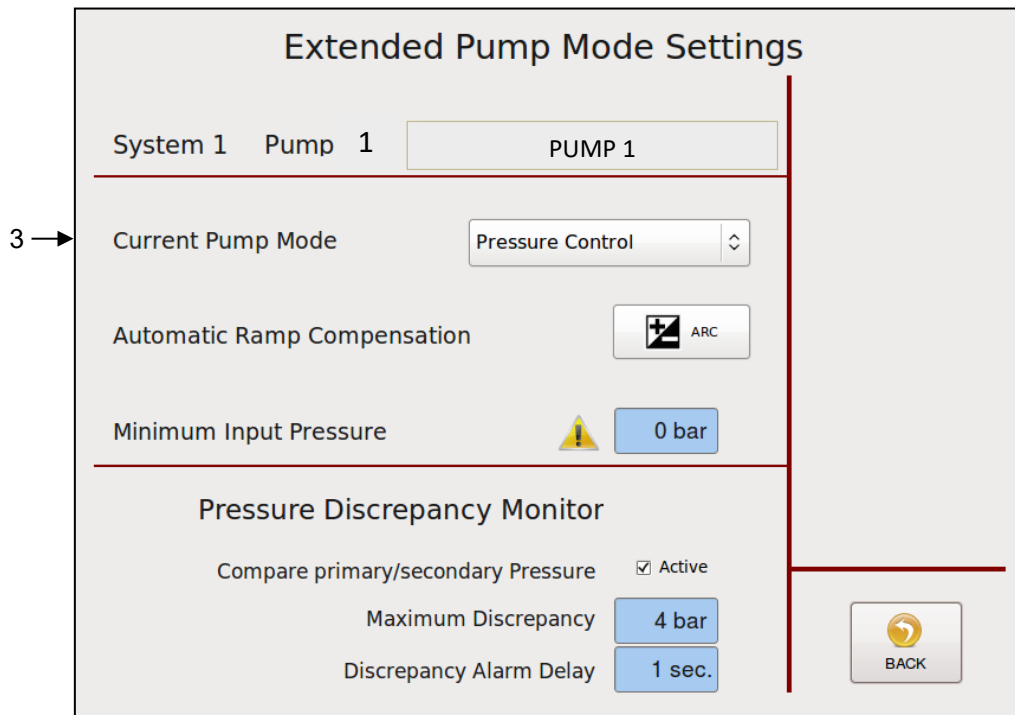 Extended Pump Mode Settings
System 1 Pump 1 PUMP 1
3
Current Pump Mode Pressure Control
Automatic Ramp Compensation ARC
Minimum Input Pressure 0 bar
Pressure Discrepancy Monitor
Compare primary/secondary Pressure Active
Maximum Discrepancy 4 bar
Discrepancy Alarm Delay 1 sec.
BACK